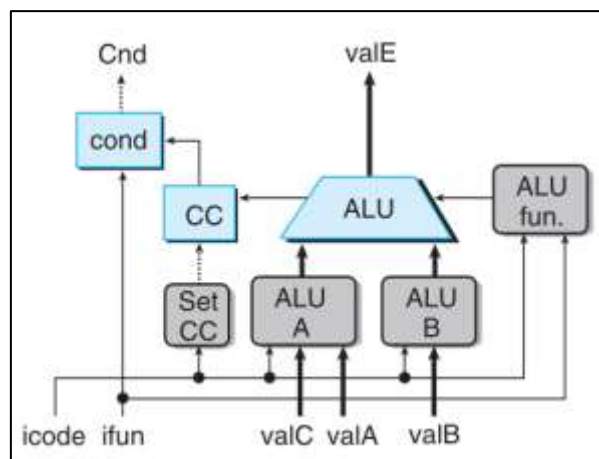 Cnd
valE
cond
CC
ALU
ALU
fun.
Set
CC
ALU
A
ALU
B
icode
ifun
valC
valA
valB